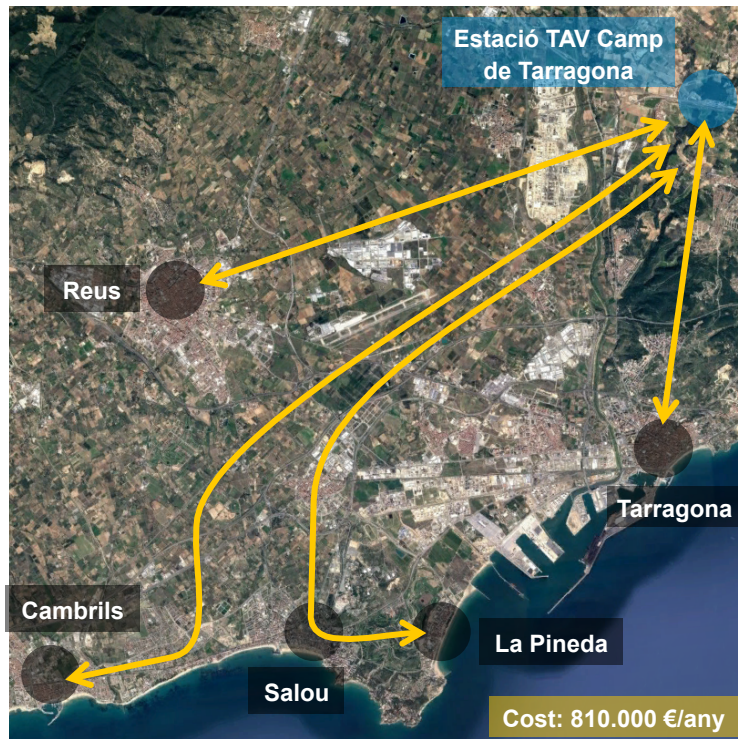 Estació TAV Camp
de Tarragona
Reus
Tarragona
Cambrils
La Pineda
Salou
Cost: 810.000 €/any